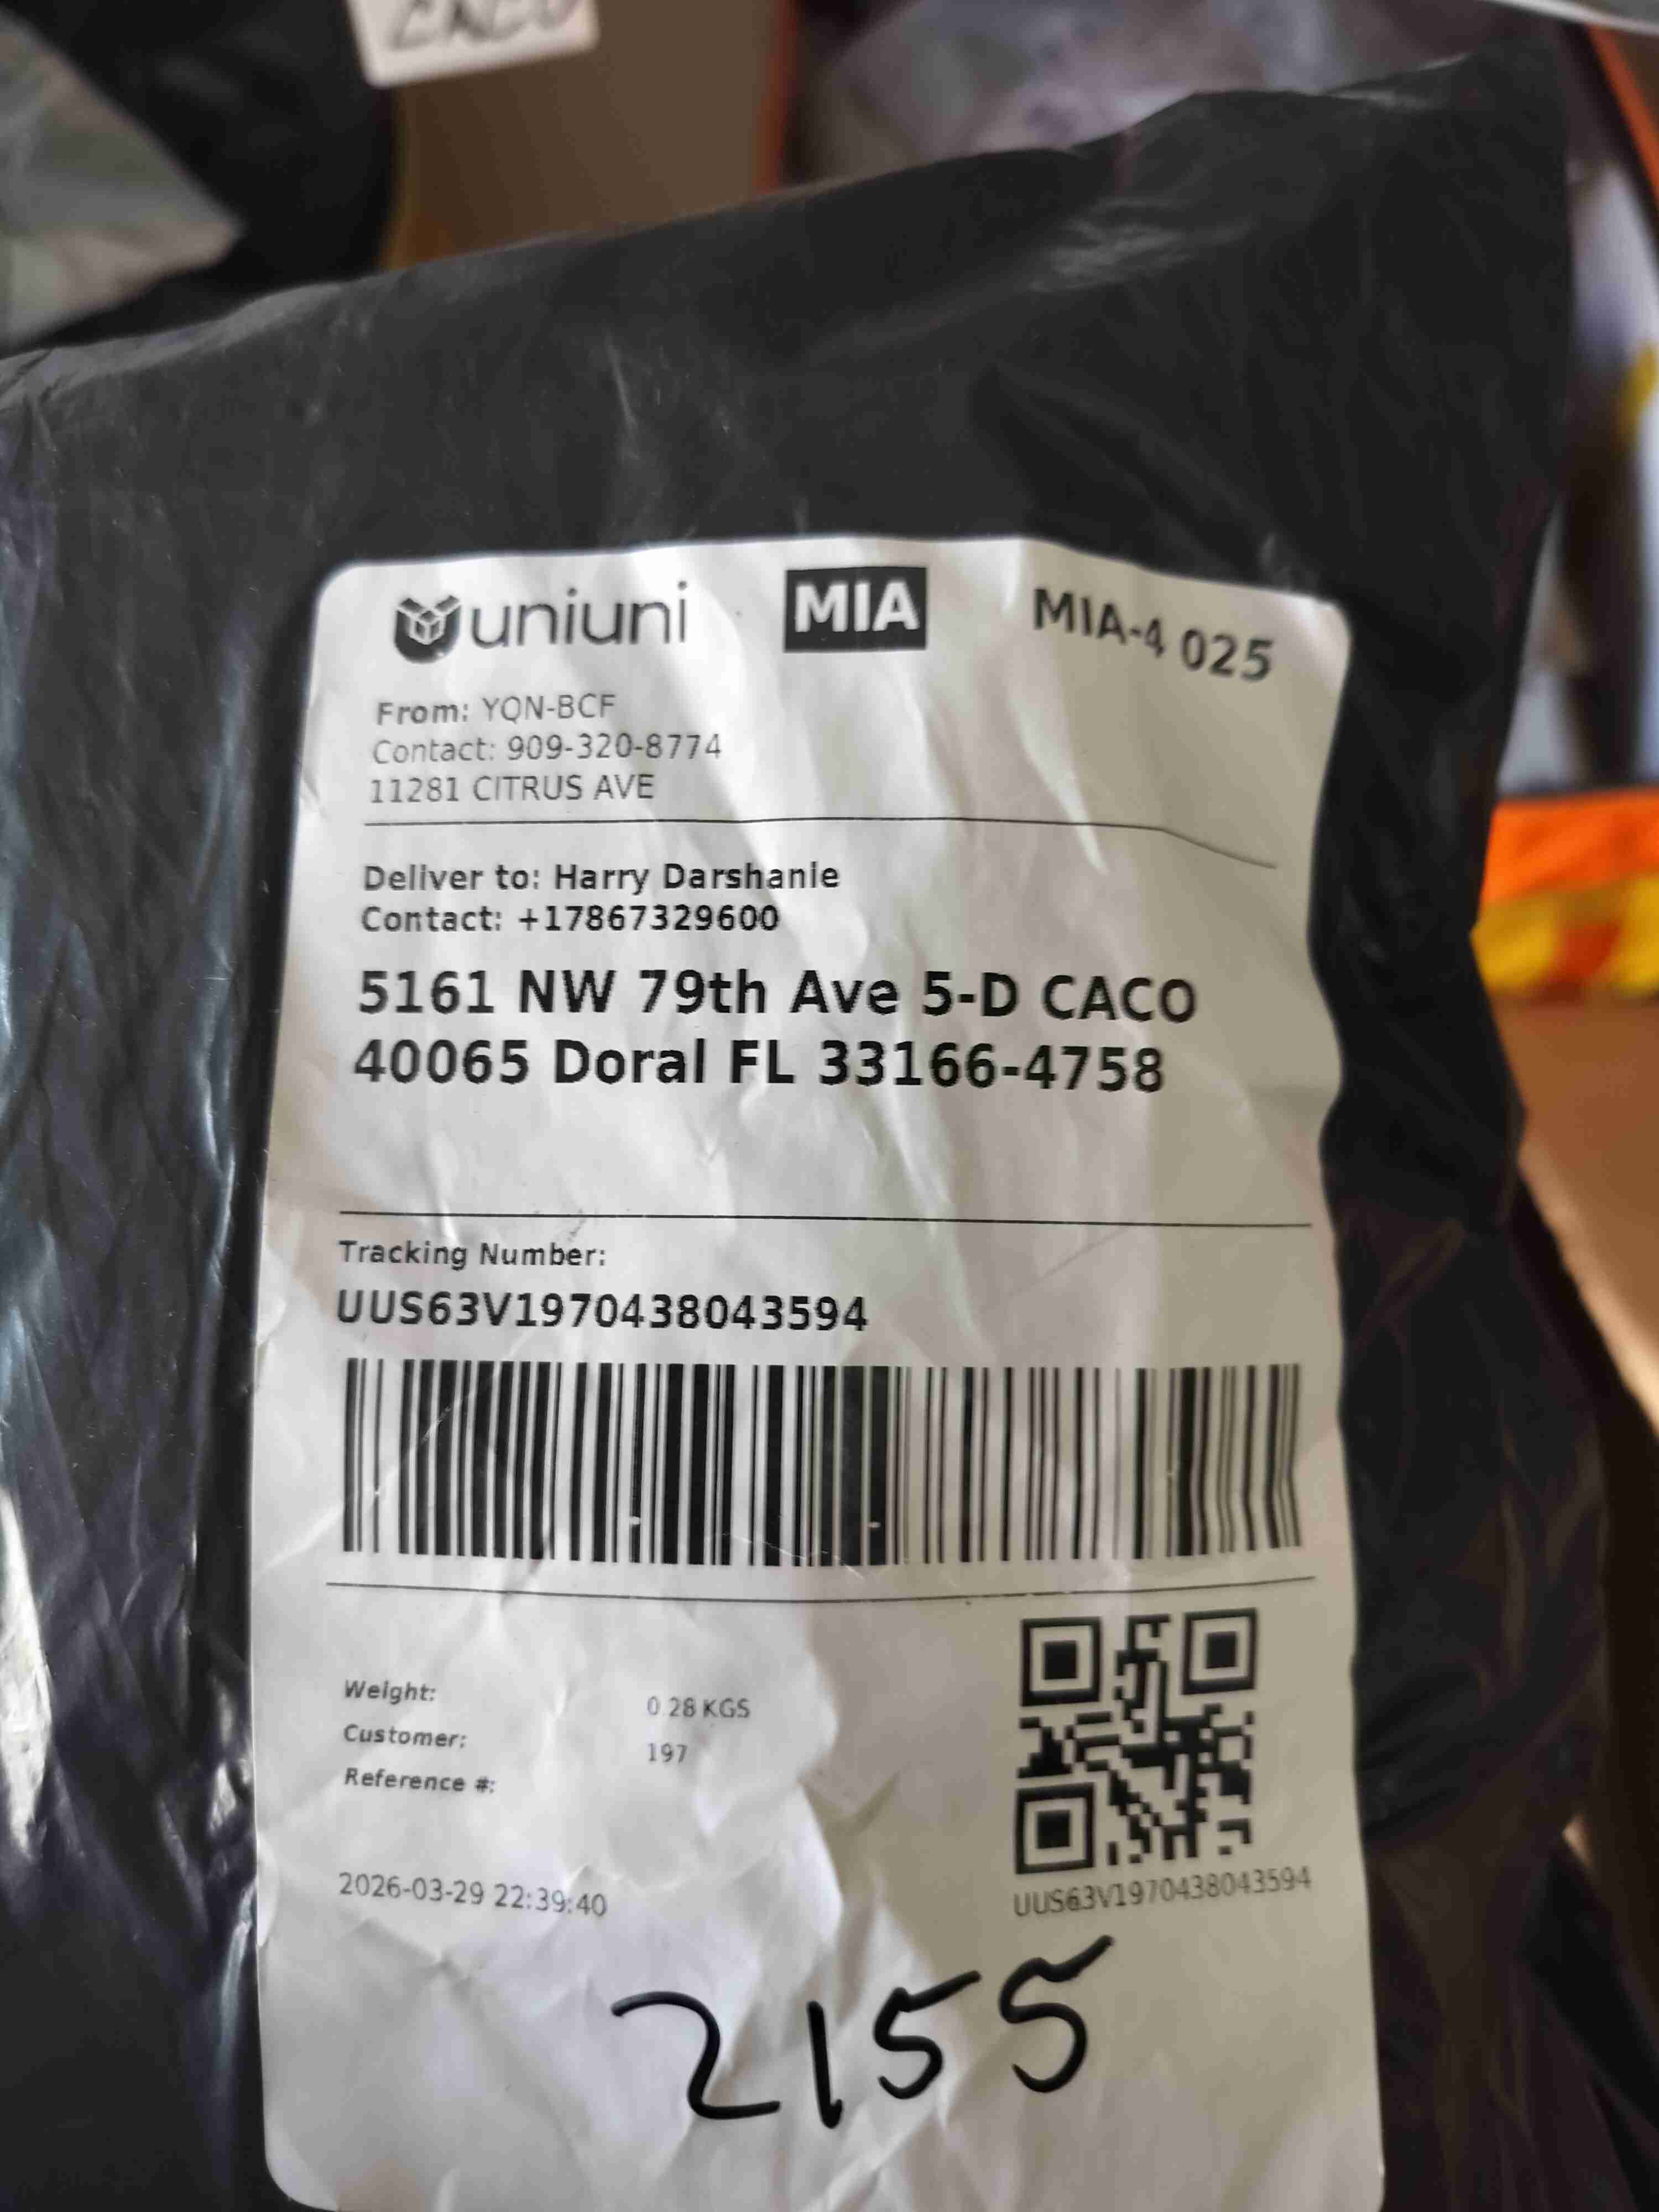 CACO
uniuni MIA MIA-4 025
From: YQN-BCF
Contact: 909-320-8774
11281 CITRUS AVE
Deliver to: Harry Darshanie
Contact: +17867329600
5161 NW 79th Ave 5-D CACO
40065 Doral FL 33166-4758
Tracking Number:
UUS63V1970438043594
Weight: 0.28 KGS
Customer: 197
Reference #:
2026-03-29 22:39:40
UUS63V1970438043594
2155